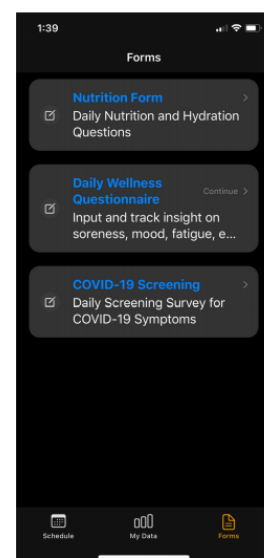 1:39
Forms
Nutrition Form
Daily Nutrition and Hydration
Questions
Daily Wellness
Questionnaire
Continue
Input and track insight on
soreness, mood, fatigue, e...
COVID-19 Screening
Daily Screening Survey for
COVID-19 Symptoms
Schedule
My Data
Forms